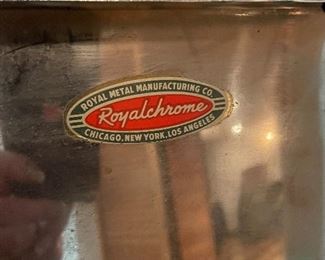 ROYAL METAL MANUFACTURING CO.
Royalchrome
CHICAGO, NEW YORK, LOS ANGELES